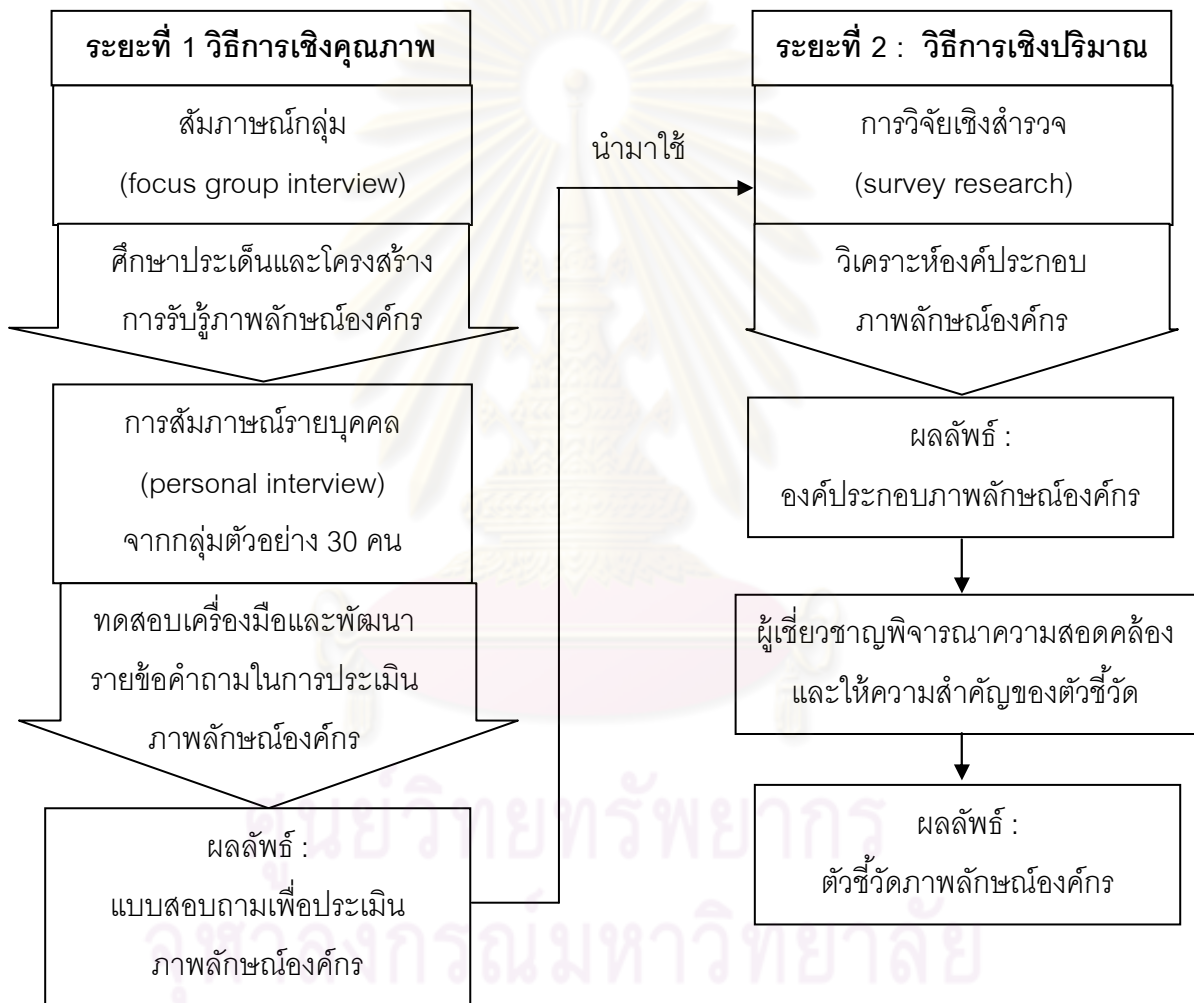 ระยะที่ 1 วิธีการเชิงคุณภาพ
สัมภาษณ์กลุ่ม
(focus group interview)
ศึกษาประเด็นและโครงสร้าง
การรับรู้ภาพลักษณ์องค์กร
การสัมภาษณ์รายบุคคล
(personal interview)
จากกลุ่มตัวอย่าง 30 คน
ทดสอบเครื่องมือและพัฒนา
รายข้อคำถามในการประเมิน
ภาพลักษณ์องค์กร
ผลลัพธ์ :
แบบสอบถามเพื่อประเมิน
ภาพลักษณ์องค์กร
นำมาใช้
ระยะที่ 2 : วิธีการเชิงปริมาณ
การวิจัยเชิงสำรวจ
(survey research)
วิเคราะห์องค์ประกอบ
ภาพลักษณ์องค์กร
ผลลัพธ์ :
องค์ประกอบภาพลักษณ์องค์กร
ผู้เชี่ยวชาญพิจารณาความสอดคล้อง
และให้ความสำคัญของตัวชี้วัด
ผลลัพธ์ :
ตัวชี้วัดภาพลักษณ์องค์กร
ศูนย์วิทยทรัพยากร
จุฬาลงกรณ์มหาวิทยาลัย